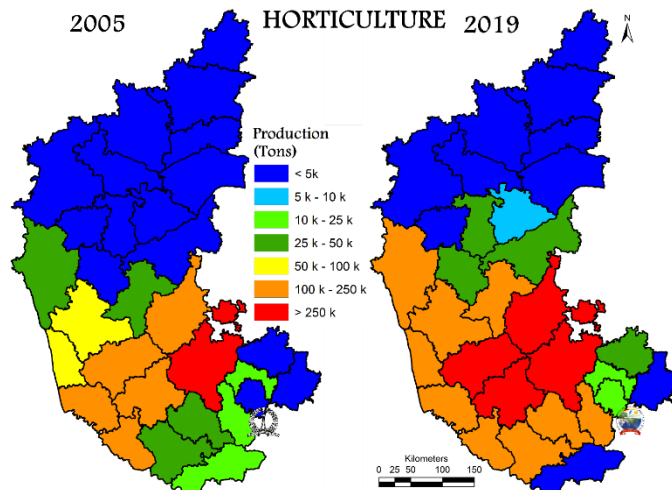 2005 HORTICULTURE 2019
N
Production
(Tons)
< 5k
5 k - 10 k
10 k - 25 k
25 k - 50 k
50 k - 100 k
100 k - 250 k
> 250 k
Kilometers
0 25 50 100 150